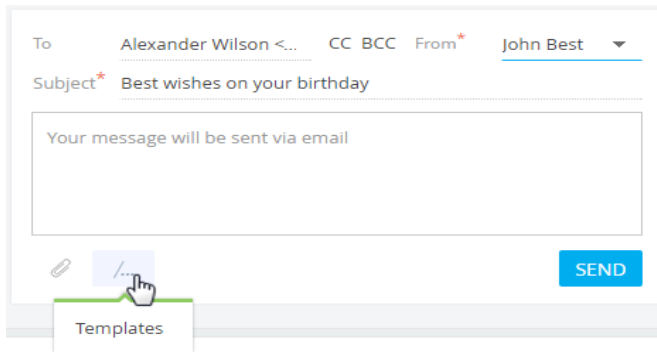 To Alexander Wilson <... CC BCC From* John Best
Subject* Best wishes on your birthday
Your message will be sent via email
/... SEND
Templates